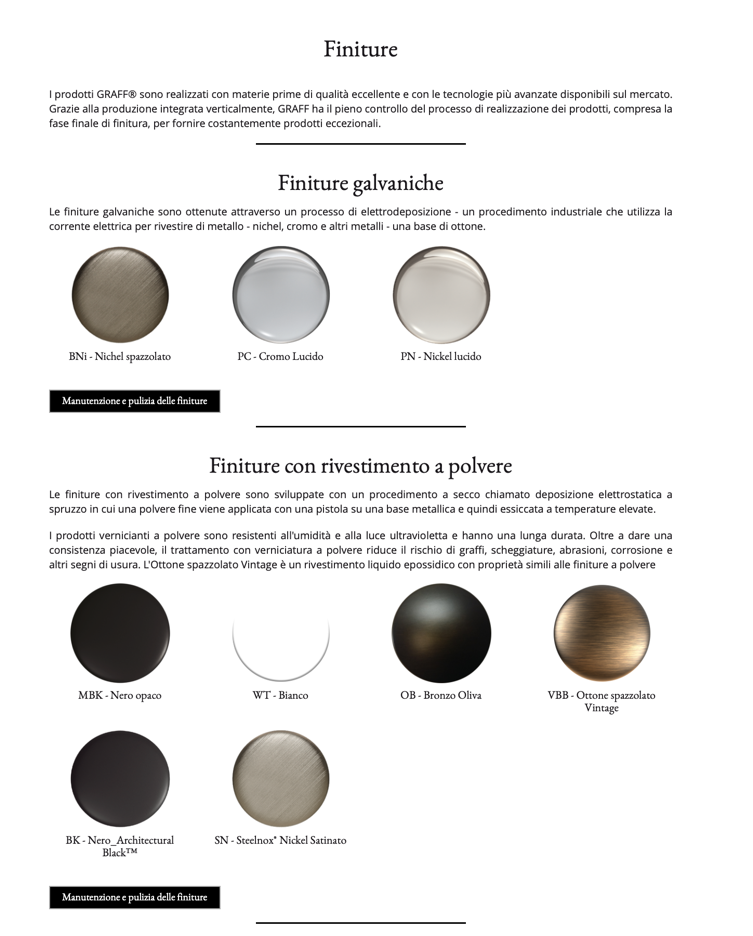 Finiture
I prodotti GRAFF® sono realizzati con materie prime di qualità eccellente e con le tecnologie più avanzate disponibili sul mercato.
Grazie alla produzione integrata verticalmente, GRAFF ha il pieno controllo del processo di realizzazione dei prodotti, compresa la
fase finale di finitura, per fornire costantemente prodotti eccezionali.
Finiture galvaniche
Le finiture galvaniche sono ottenute attraverso un processo di elettrodeposizione - un procedimento industriale che utilizza la
corrente elettrica per rivestire di metallo - nichel, cromo e altri metalli - una base di ottone.
BNi - Nichel spazzolato
PC - Cromo Lucido
PN - Nickel lucido
Manutenzione e pulizia delle finiture
Finiture con rivestimento a polvere
Le finiture con rivestimento a polvere sono sviluppate con un procedimento a secco chiamato deposizione elettrostatica a
spruzzo in cui una polvere fine viene applicata con una pistola su una base metallica e quindi essiccata a temperature elevate.
I prodotti vernicianti a polvere sono resistenti all'umidità e alla luce ultravioletta e hanno una lunga durata. Oltre a dare una
consistenza piacevole, il trattamento con verniciatura a polvere riduce il rischio di graffi, scheggiature, abrasioni, corrosione e
altri segni di usura. L'Ottone spazzolato Vintage è un rivestimento liquido epossidico con proprietà simili alle finiture a polvere
MBK - Nero opaco
WT - Bianco
OB - Bronzo Oliva
VBB - Ottone spazzolato
Vintage
BK - Nero_Architectural
Black™
SN - Steelnox® Nickel Satinato
Manutenzione e pulizia delle finiture